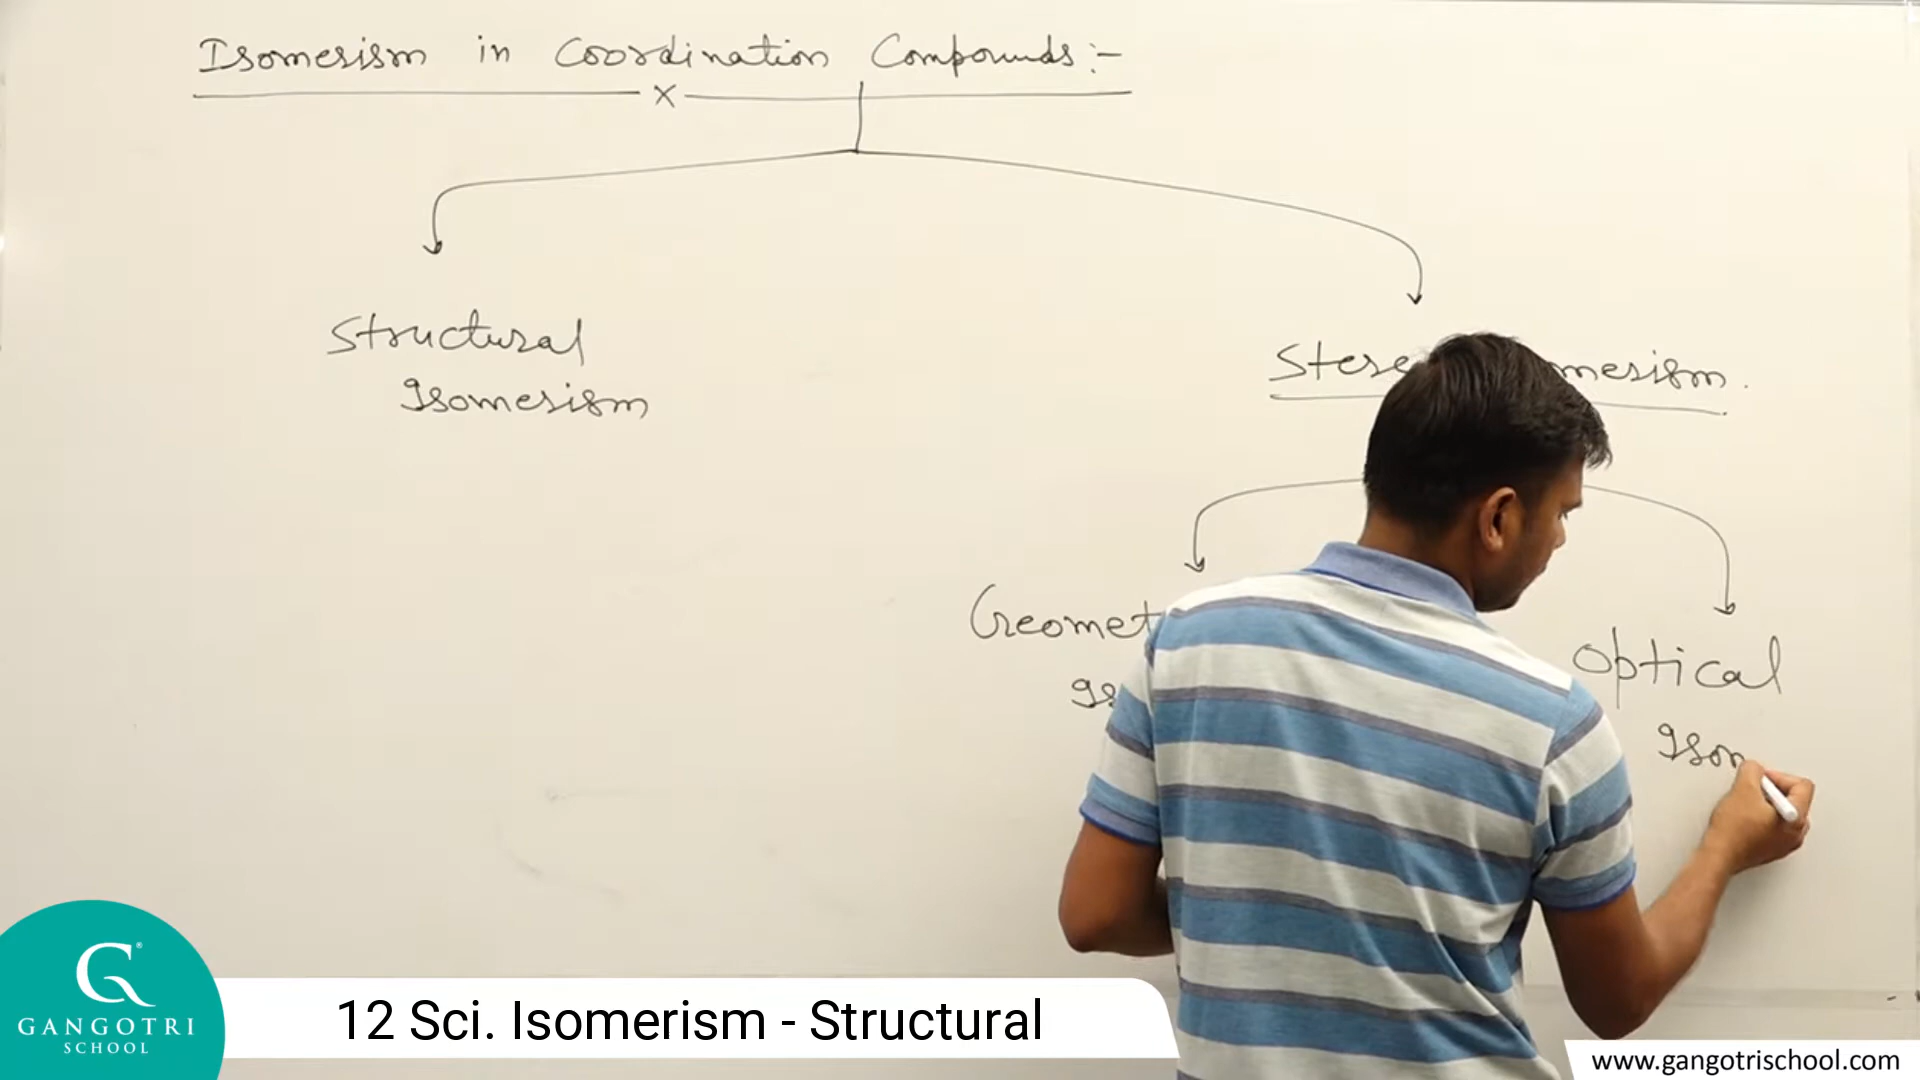 Isomerism in Coordination Compounds:-
x
Structural
Isomerism
Optical
GANGOTRI
SCHOOL
12 Sci. Isomerism - Structural
www.gangotrischool.com